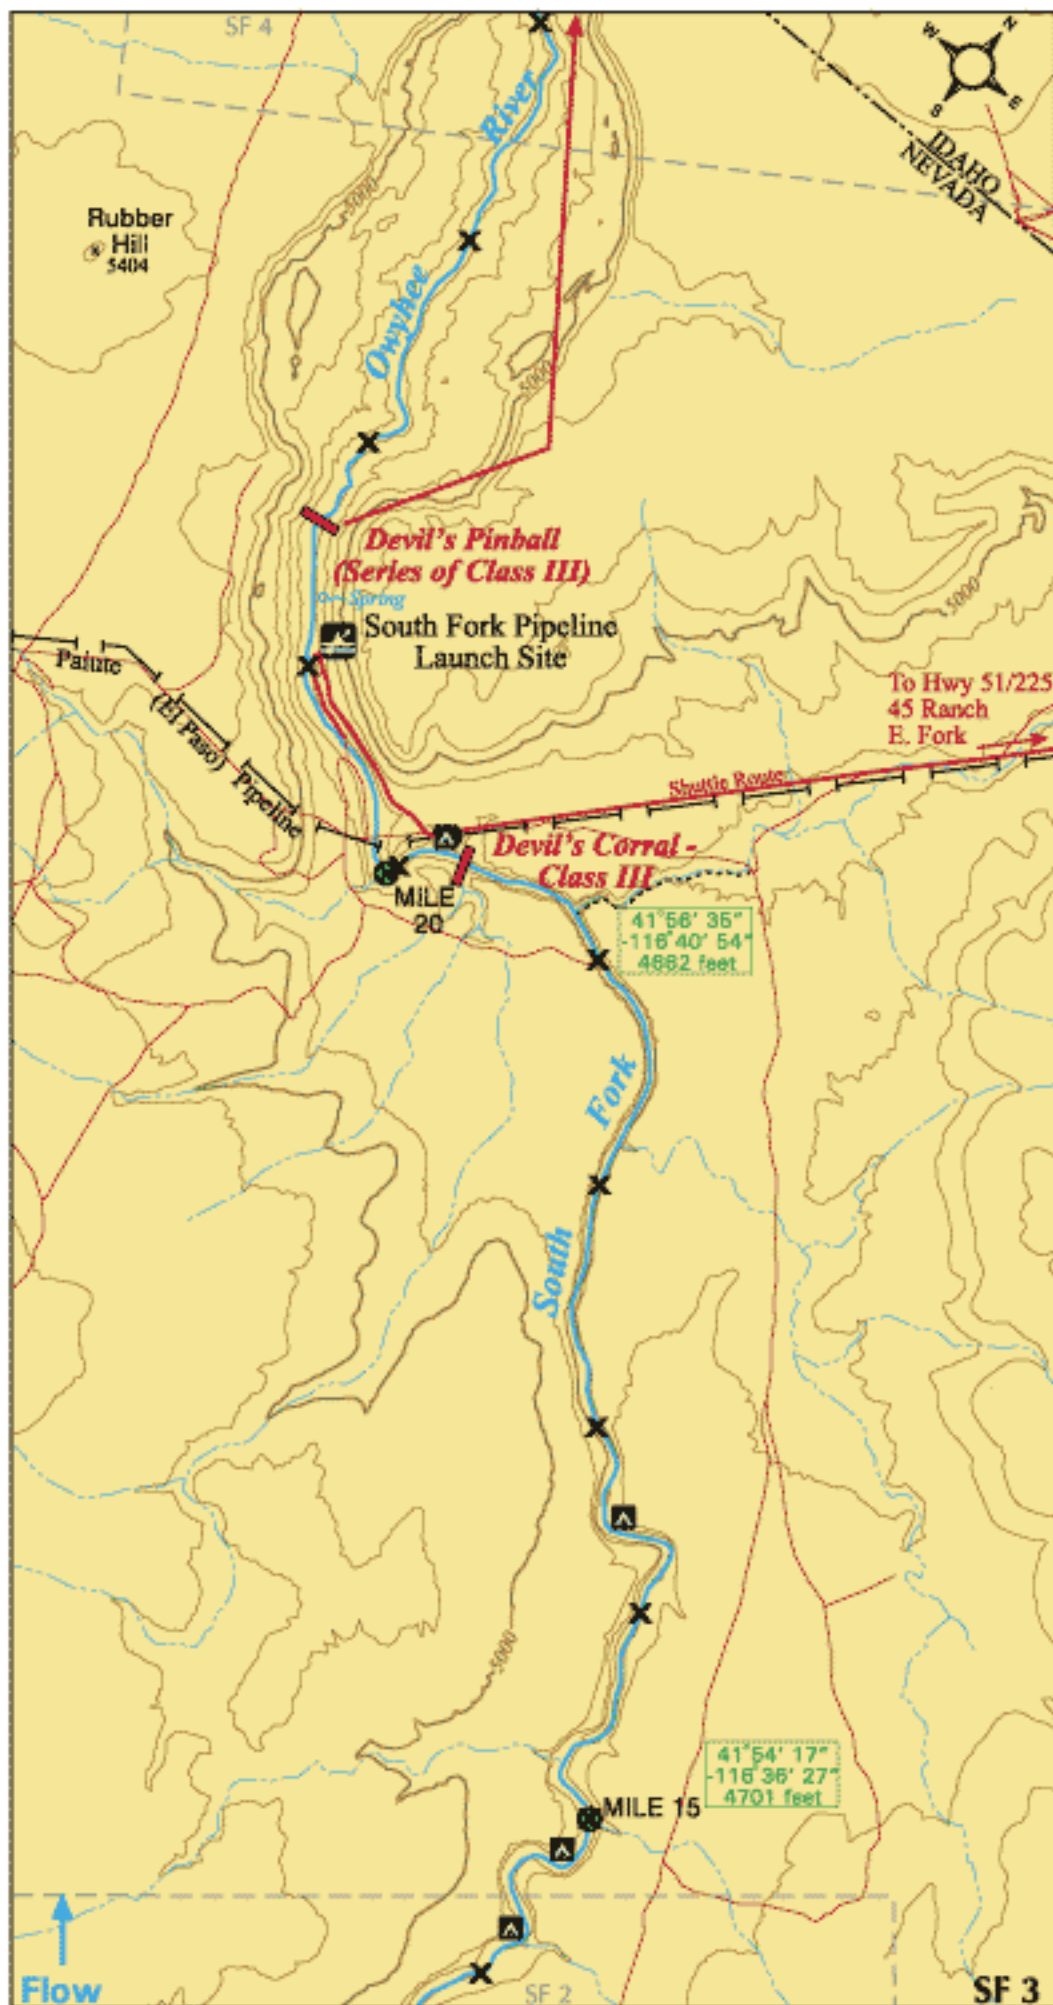 SF 4
N
W
E
S
River
IDAHO
NEVADA
5000
Rubber
Hill
5404
Owyhee
5000
Devil's Pinball
(Series of Class III)
5000
Spring
South Fork Pipeline
Launch Site
Paiute
(El Paso) Pipeline
To Hwy 51/225
45 Ranch
E. Fork
Shuttle Route
Devil's Corral -
Class III
MILE
20
41° 56' 35"
-116° 40' 54"
4662 feet
Fork
South
5000
41° 54' 17"
-116° 36' 27"
4701 feet
MILE 15
Flow
SF 2
SF 3